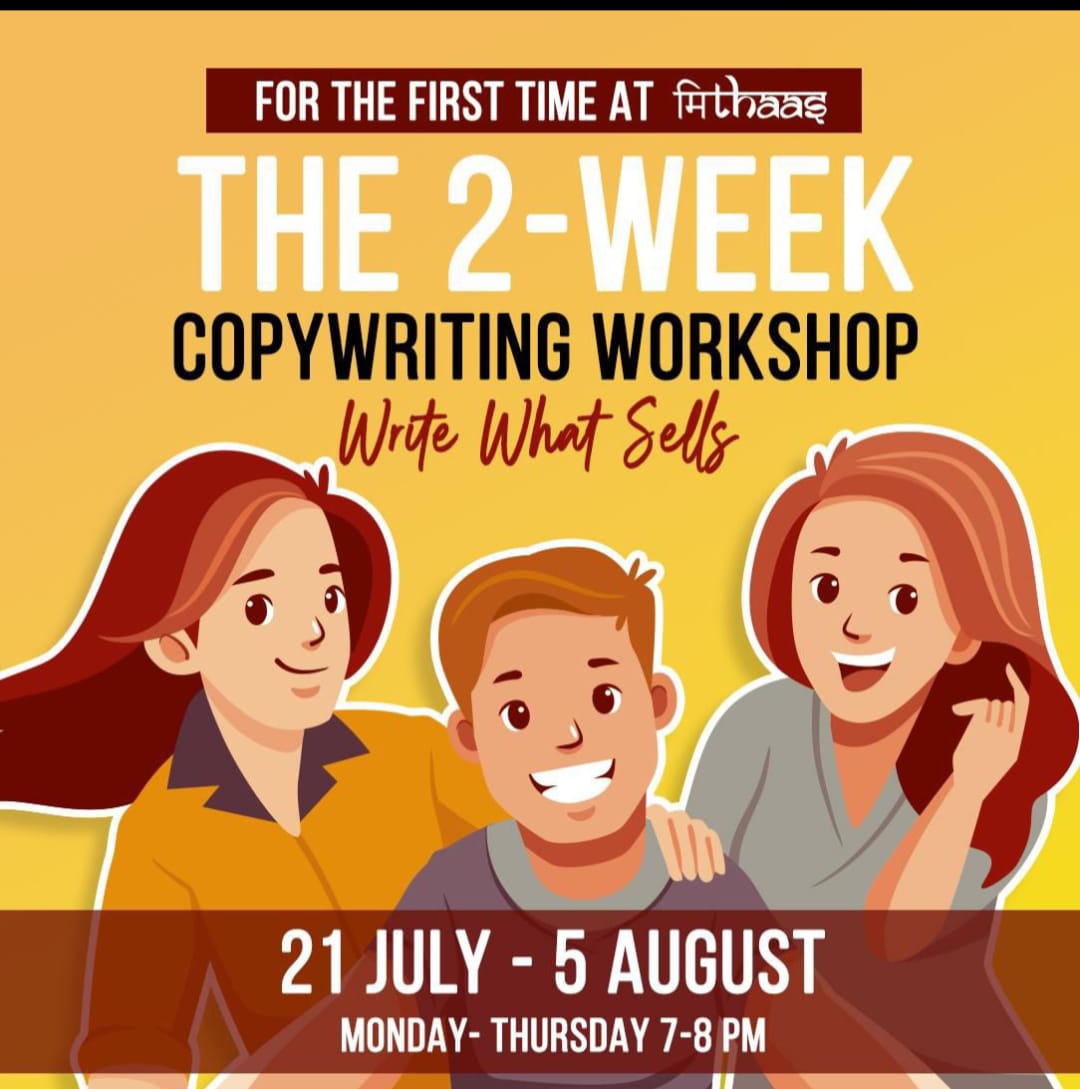 FOR THE FIRST TIME AT मिthaas
THE 2-WEEK
COPYWRITING WORKSHOP
Write What Sells
21 JULY - 5 AUGUST
MONDAY- THURSDAY 7-8 PM